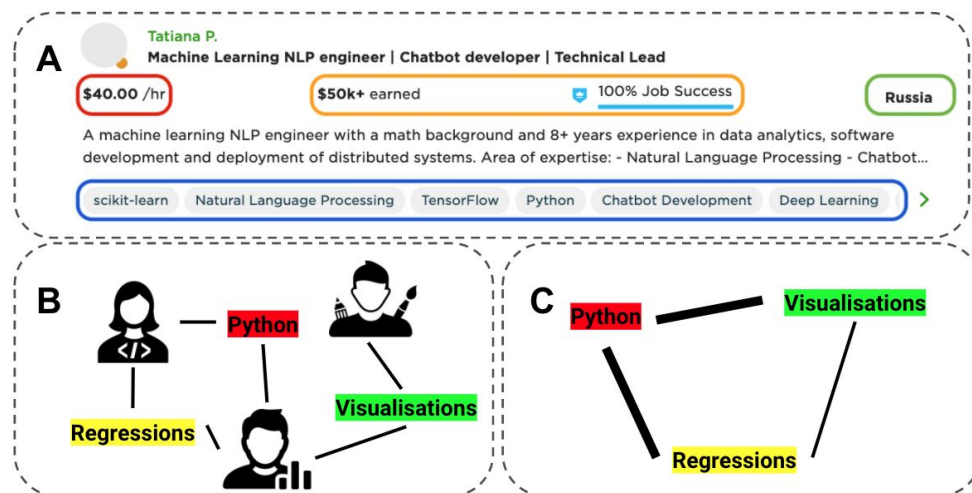 A
Tatiana P.
Machine Learning NLP engineer | Chatbot developer | Technical Lead
$40.00 /hr
$50k+ earned
100% Job Success
Russia
A machine learning NLP engineer with a math background and 8+ years experience in data analytics, software
development and deployment of distributed systems. Area of expertise: - Natural Language Processing - Chatbot...
scikit-learn Natural Language Processing TensorFlow Python Chatbot Development Deep Learning
B
</>
Python
Visualisations
Regressions
C
Python
Visualisations
Regressions